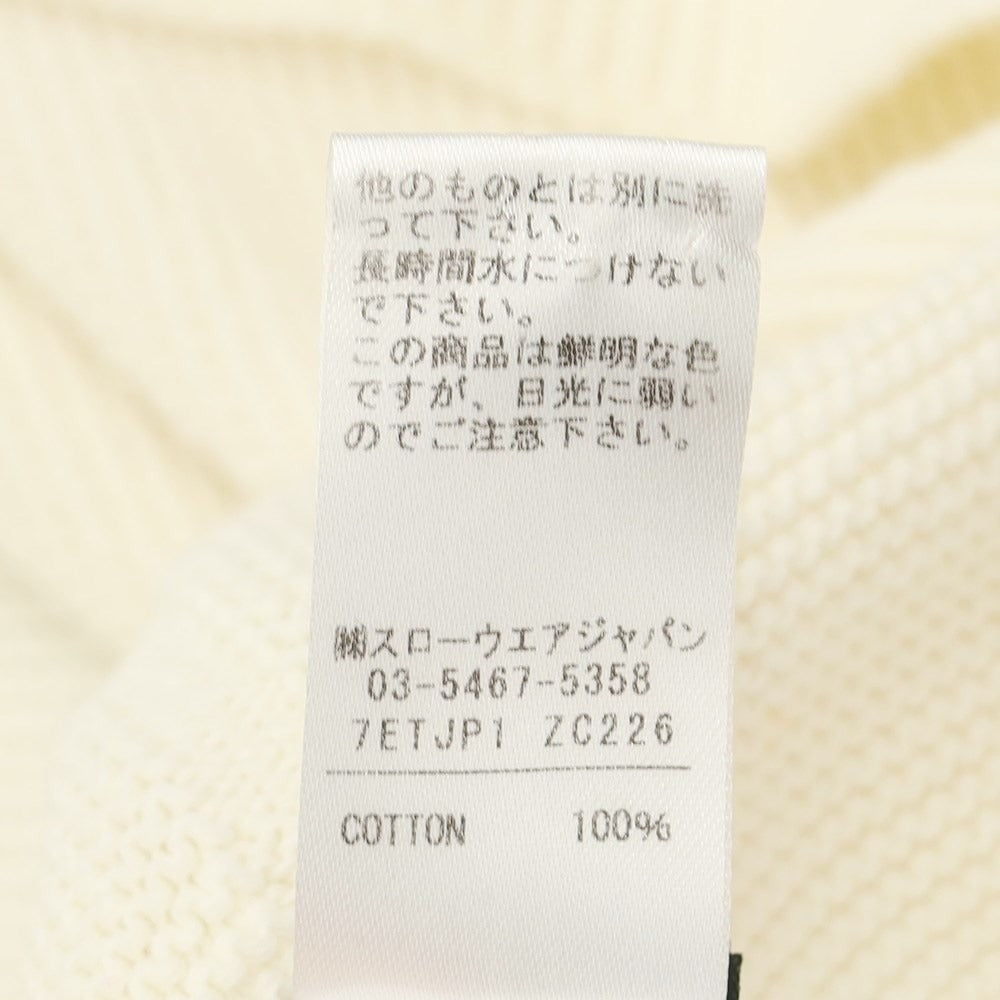 他のものとは別に洗
って下さい。
長時間水につけない
で下さい。
この商品は鮮明な色
ですが、日光に弱い
のでご注意下さい。
㈱スローウエアジャパン
03-5467-5358
7ETJP1 ZC226
COTTON 100%